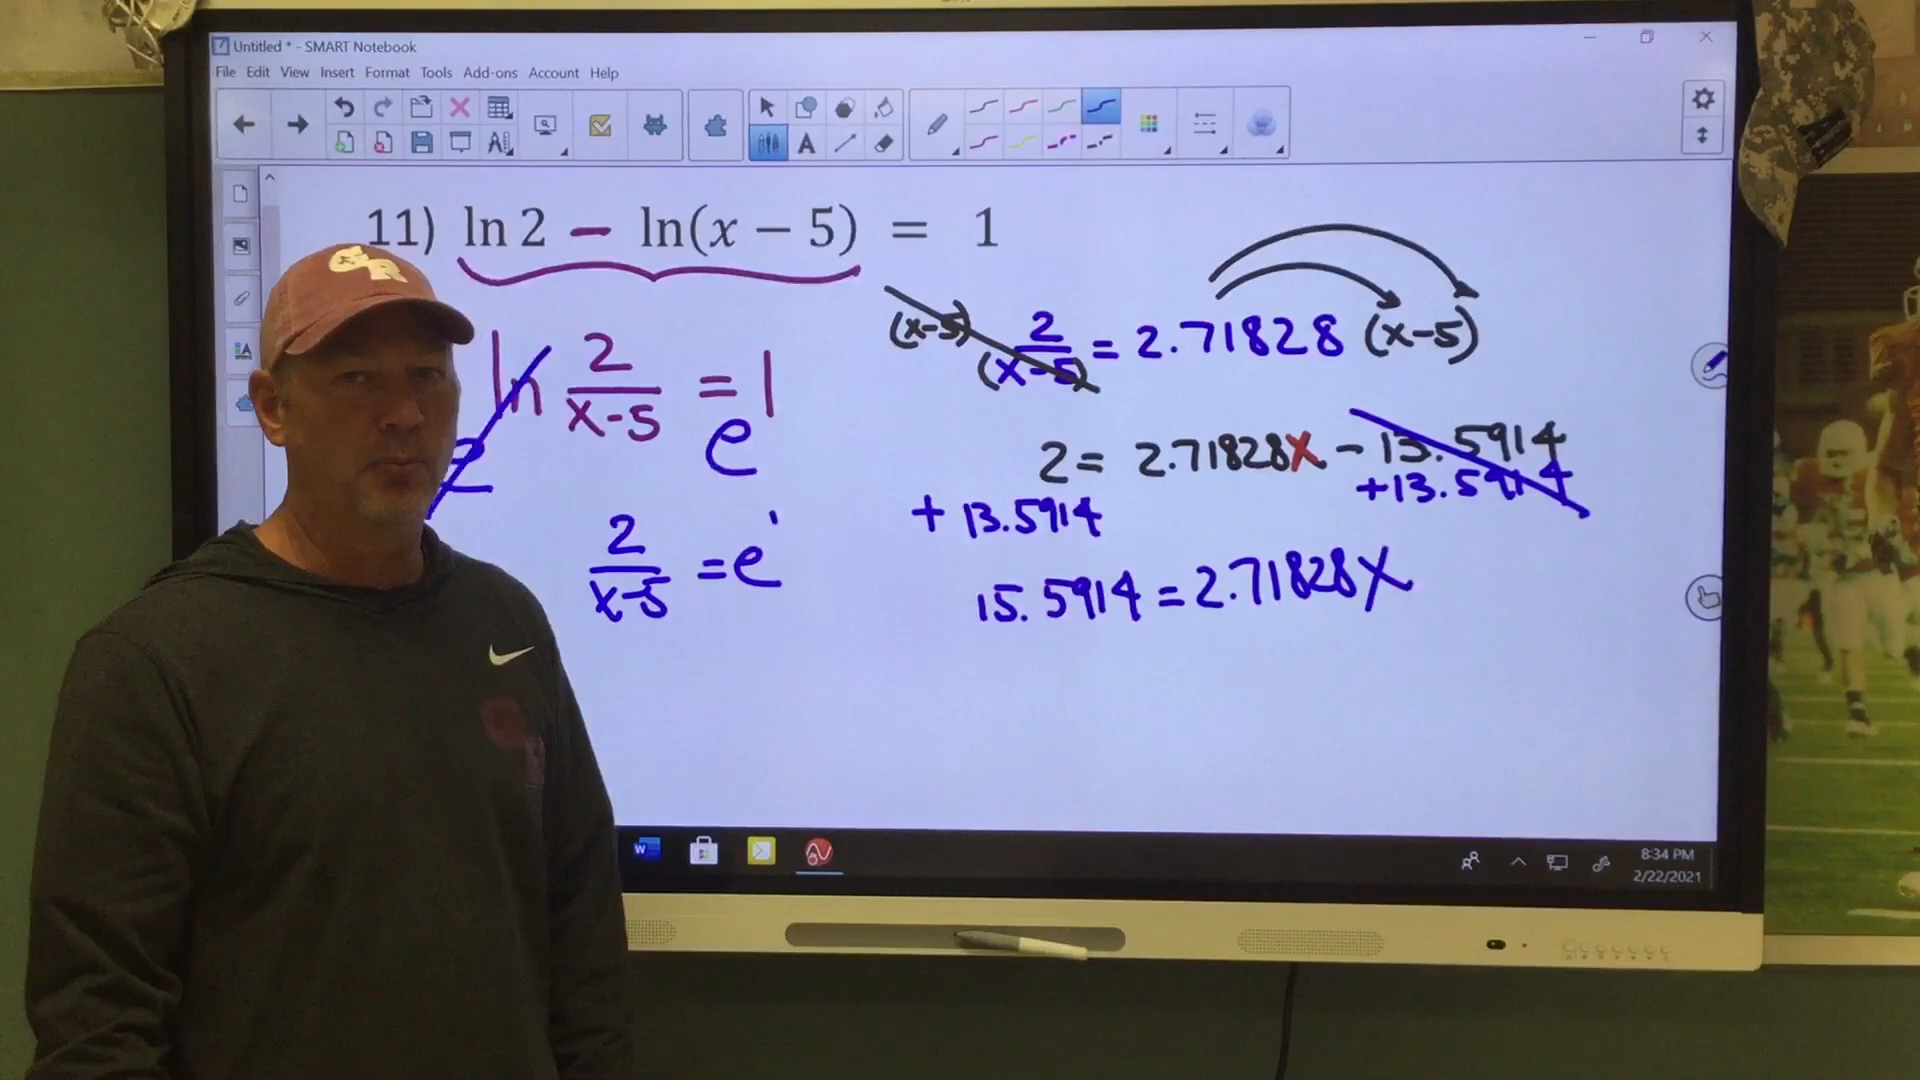 Untitled * - SMART Notebook
File Edit View Insert Format Tools Add-ons Account Help
11) ln 2 − ln(x − 5) = 1
ln 2/(x-5) = 1
e e
2/(x-5) = e¹
(x-5) 2/(x-5) = 2.71828 (x-5)
2 = 2.71828x - 13.5914
+ 13.5914 +13.5914
15.5914 = 2.71828x
8:34 PM
2/22/2021
GR